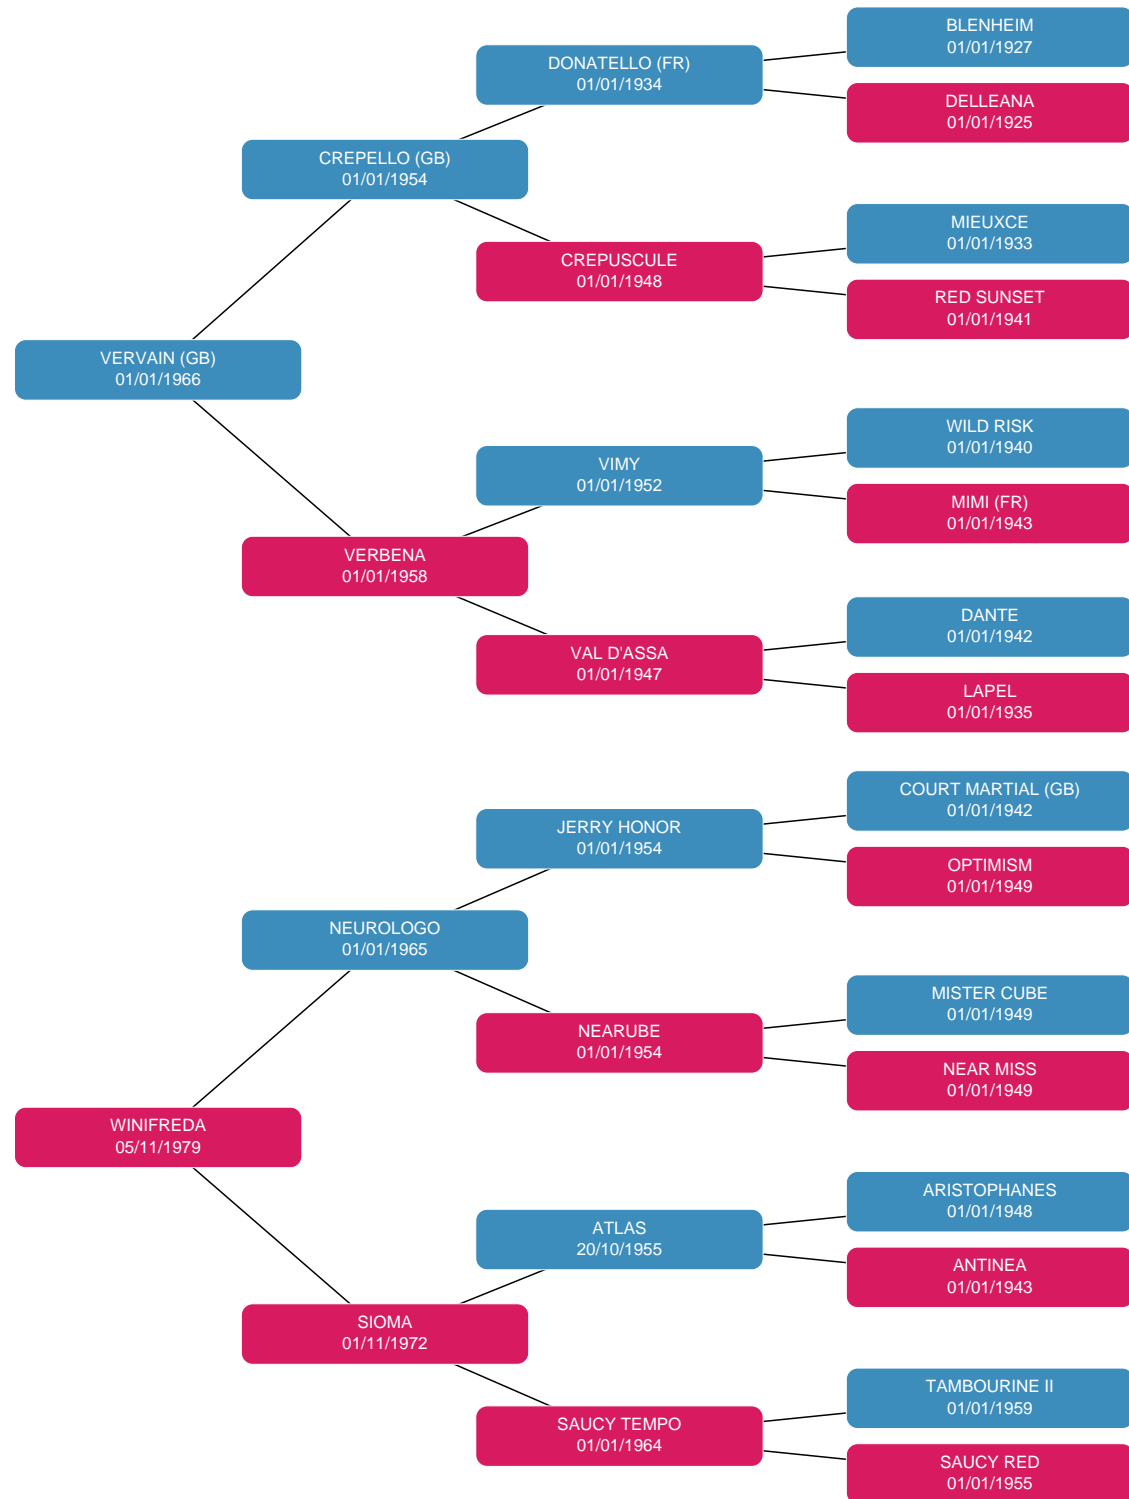 BLENHEIM
01/01/1927
DONATELLO (FR)
01/01/1934
DELLEANA
01/01/1925
CREPELLO (GB)
01/01/1954
MIEUXCE
01/01/1933
CREPUSCULE
01/01/1948
RED SUNSET
01/01/1941
VERVAIN (GB)
01/01/1966
WILD RISK
01/01/1940
VIMY
01/01/1952
MIMI (FR)
01/01/1943
VERBENA
01/01/1958
DANTE
01/01/1942
VAL D'ASSA
01/01/1947
LAPEL
01/01/1935
COURT MARTIAL (GB)
01/01/1942
JERRY HONOR
01/01/1954
OPTIMISM
01/01/1949
NEUROLOGO
01/01/1965
MISTER CUBE
01/01/1949
NEARUBE
01/01/1954
NEAR MISS
01/01/1949
WINIFREDA
05/11/1979
ARISTOPHANES
01/01/1948
ATLAS
20/10/1955
ANTINEA
01/01/1943
SIOMA
01/11/1972
TAMBOURINE II
01/01/1959
SAUCY TEMPO
01/01/1964
SAUCY RED
01/01/1955